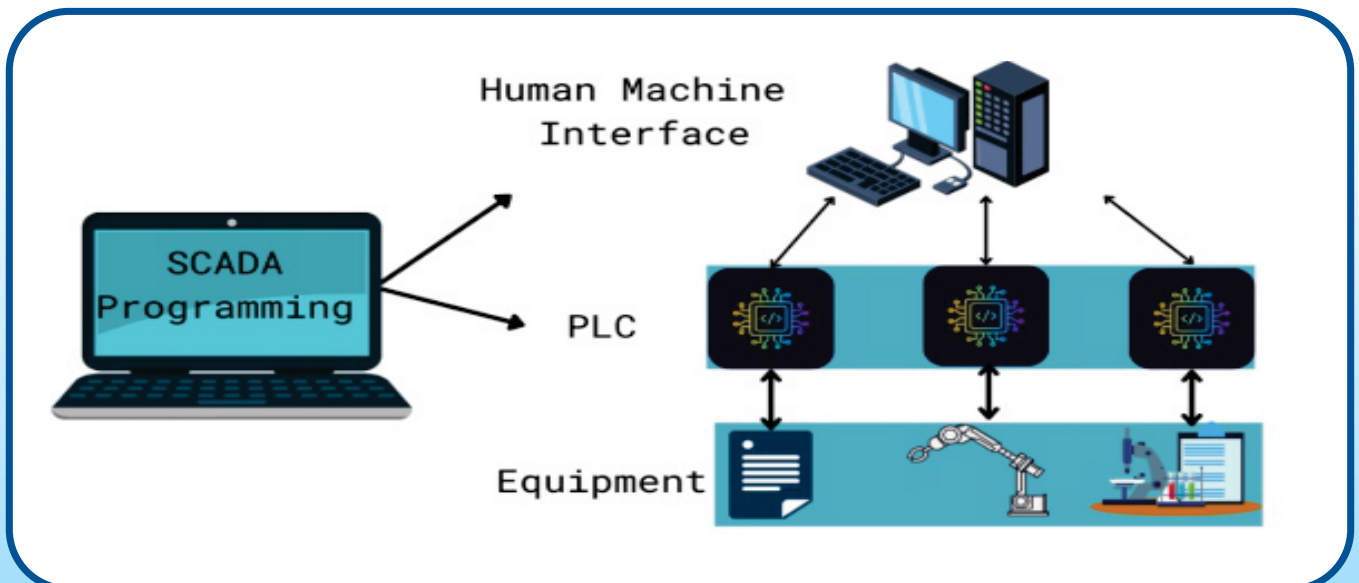 Human Machine
Interface
SCADA
Programming
PLC
</>
</>
</>
Equipment